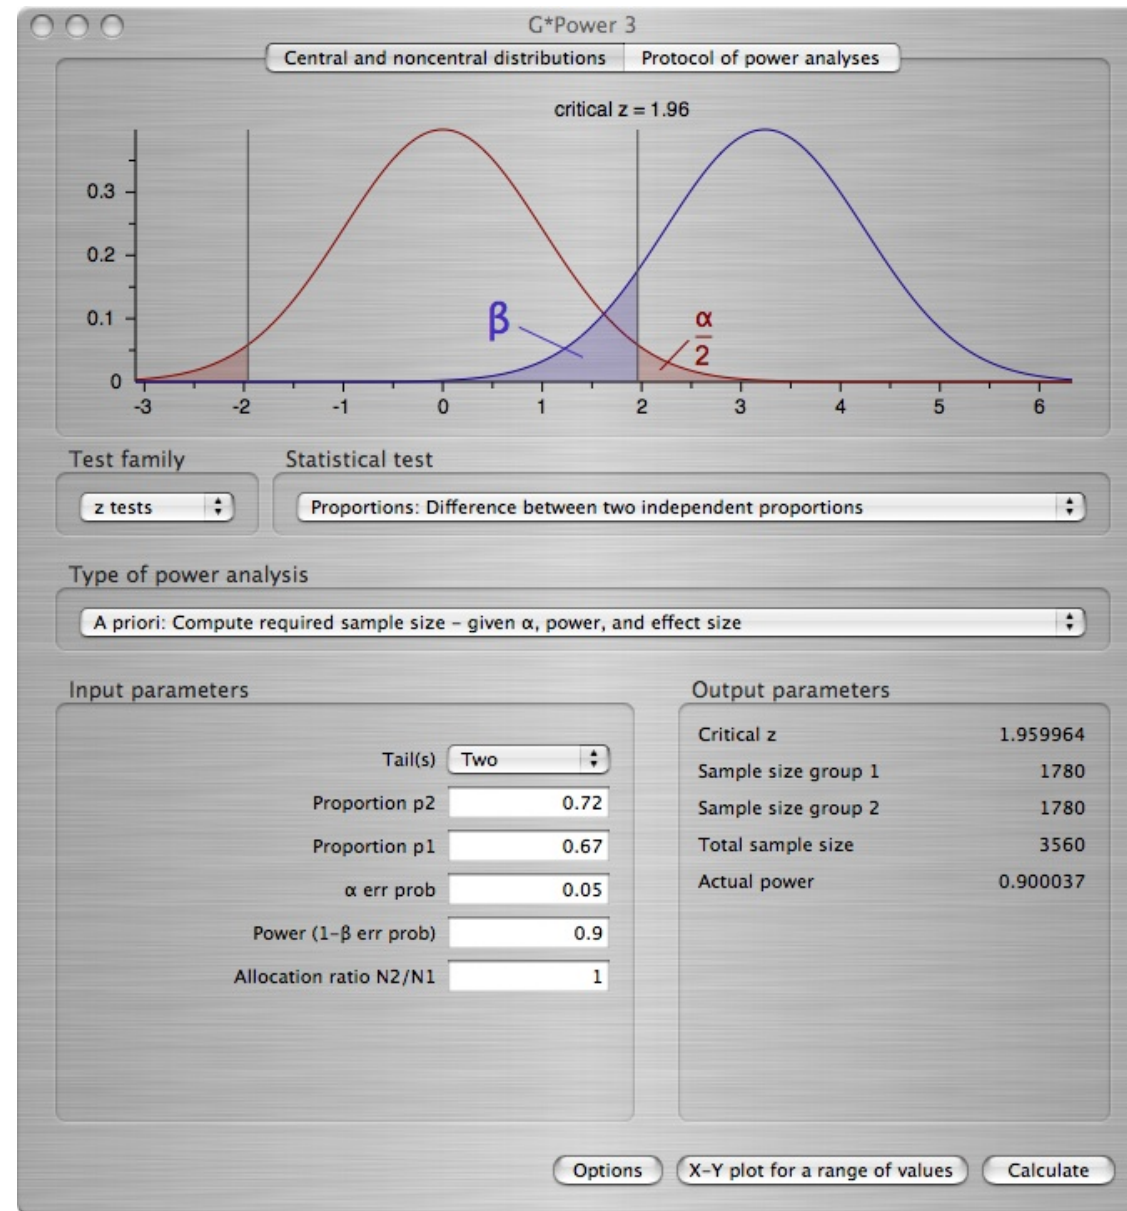 G*Power 3
Central and noncentral distributions Protocol of power analyses
critical z = 1.96
0.3
0.2
0.1
0
β
α
2
-3 -2 -1 0 1 2 3 4 5 6
Test family Statistical test
z tests Proportions: Difference between two independent proportions
Type of power analysis
A priori: Compute required sample size – given α, power, and effect size
Input parameters
Tail(s) Two
Proportion p2 0.72
Proportion p1 0.67
α err prob 0.05
Power (1-β err prob) 0.9
Allocation ratio N2/N1 1
Output parameters
Critical z 1.959964
Sample size group 1 1780
Sample size group 2 1780
Total sample size 3560
Actual power 0.900037
Options X-Y plot for a range of values Calculate